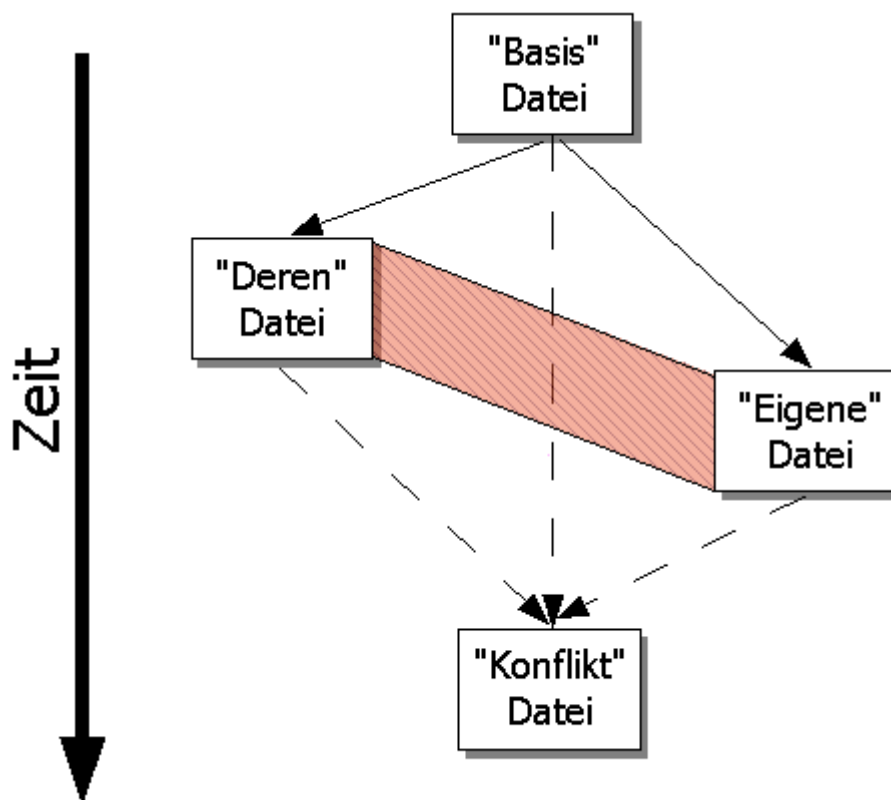 "Basis"
Datei
"Deren"
Datei
Zeit
"Eigene"
Datei
"Konflikt"
Datei